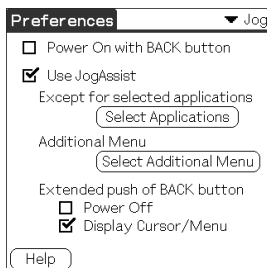 Preferences Jog
Power On with BACK button
Use JogAssist
Except for selected applications
Select Applications
Additional Menu
Select Additional Menu
Extended push of BACK button
Power Off
Display Cursor/Menu
Help